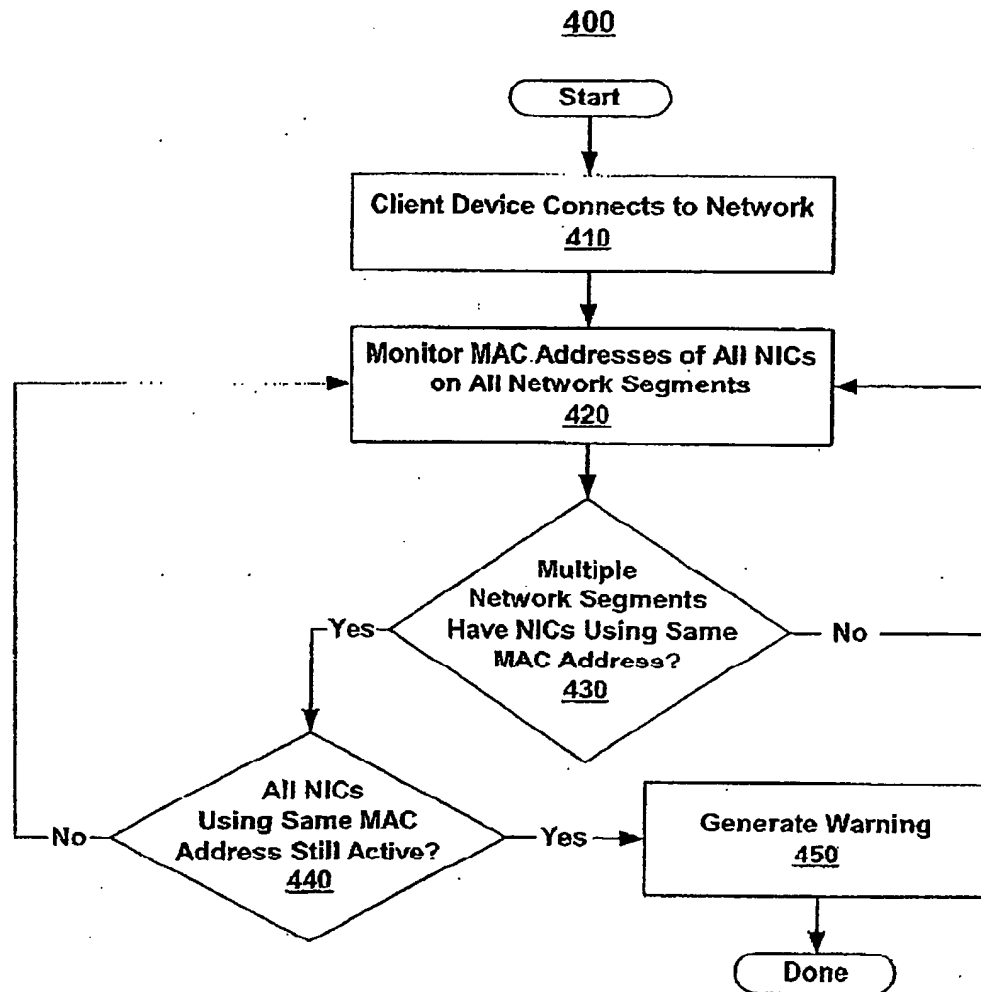 400
Start
Client Device Connects to Network
410
Monitor MAC Addresses of All NICs
on All Network Segments
420
Multiple
Network Segments
Have NICs Using Same
MAC Address?
430
Yes
No
All NICs
Using Same MAC
Address Still Active?
440
No
Yes
Generate Warning
450
Done